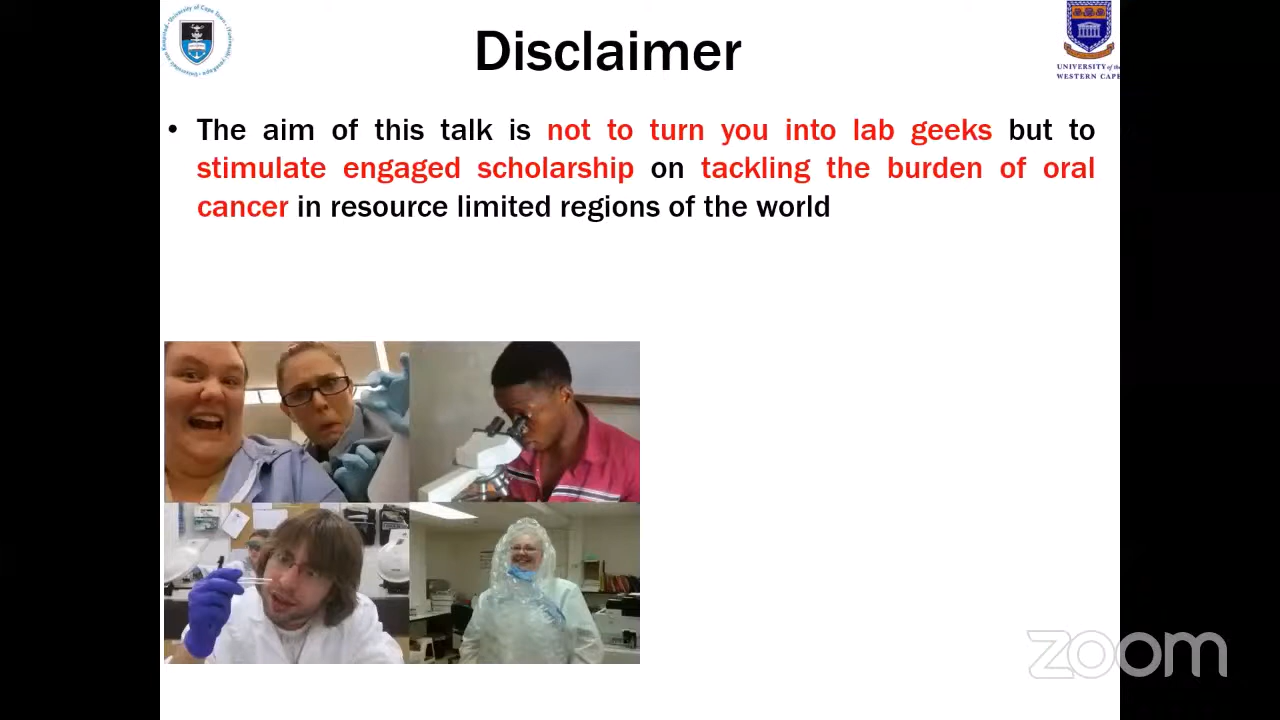 Disclaimer
UNIVERSITY of the
WESTERN CAPE
• The aim of this talk is not to turn you into lab geeks but to
stimulate engaged scholarship on tackling the burden of oral
cancer in resource limited regions of the world
zoom